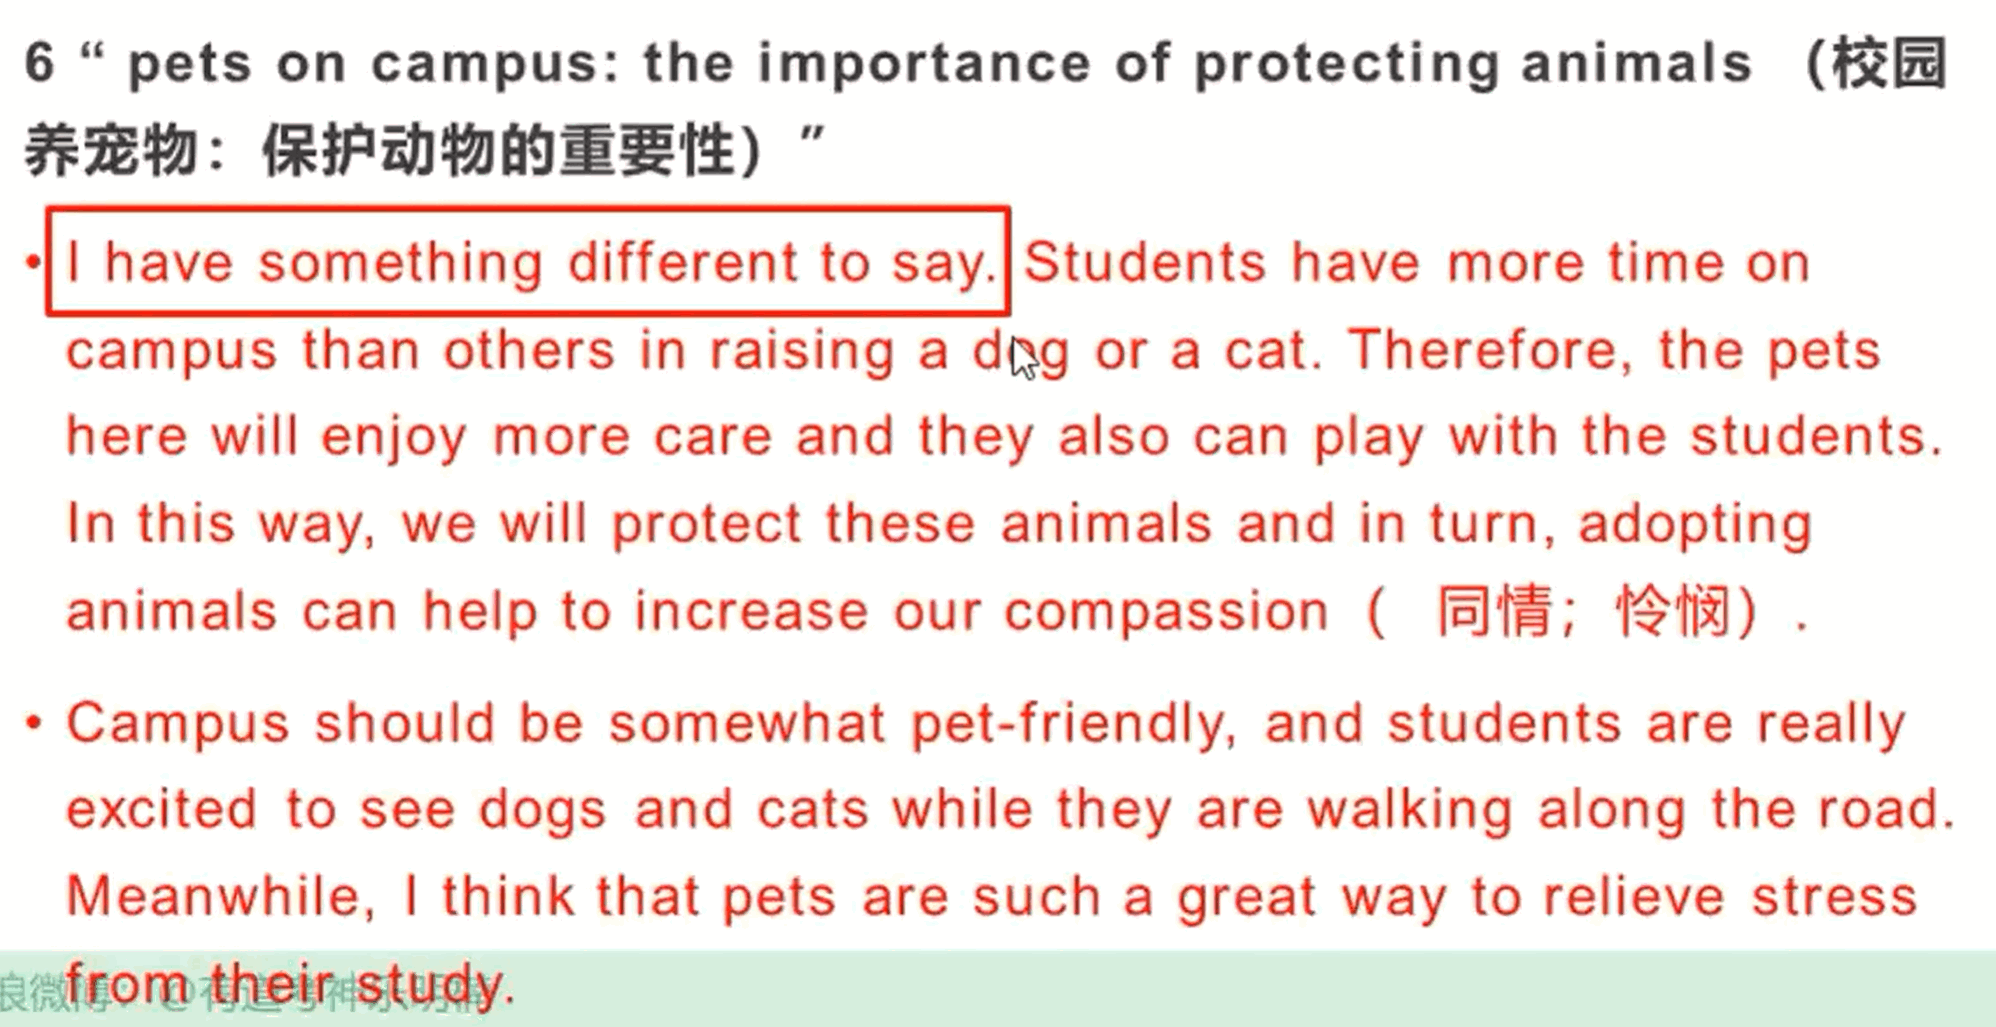 6 “ pets on campus: the importance of protecting animals （校园
养宠物：保护动物的重要性）”
• I have something different to say. Students have more time on
campus than others in raising a dog or a cat. Therefore, the pets
here will enjoy more care and they also can play with the students.
In this way, we will protect these animals and in turn, adopting
animals can help to increase our compassion（ 同情；怜悯）.
• Campus should be somewhat pet-friendly, and students are really
excited to see dogs and cats while they are walking along the road.
Meanwhile, I think that pets are such a great way to relieve stress
from their study.
浪微博：@有道考神